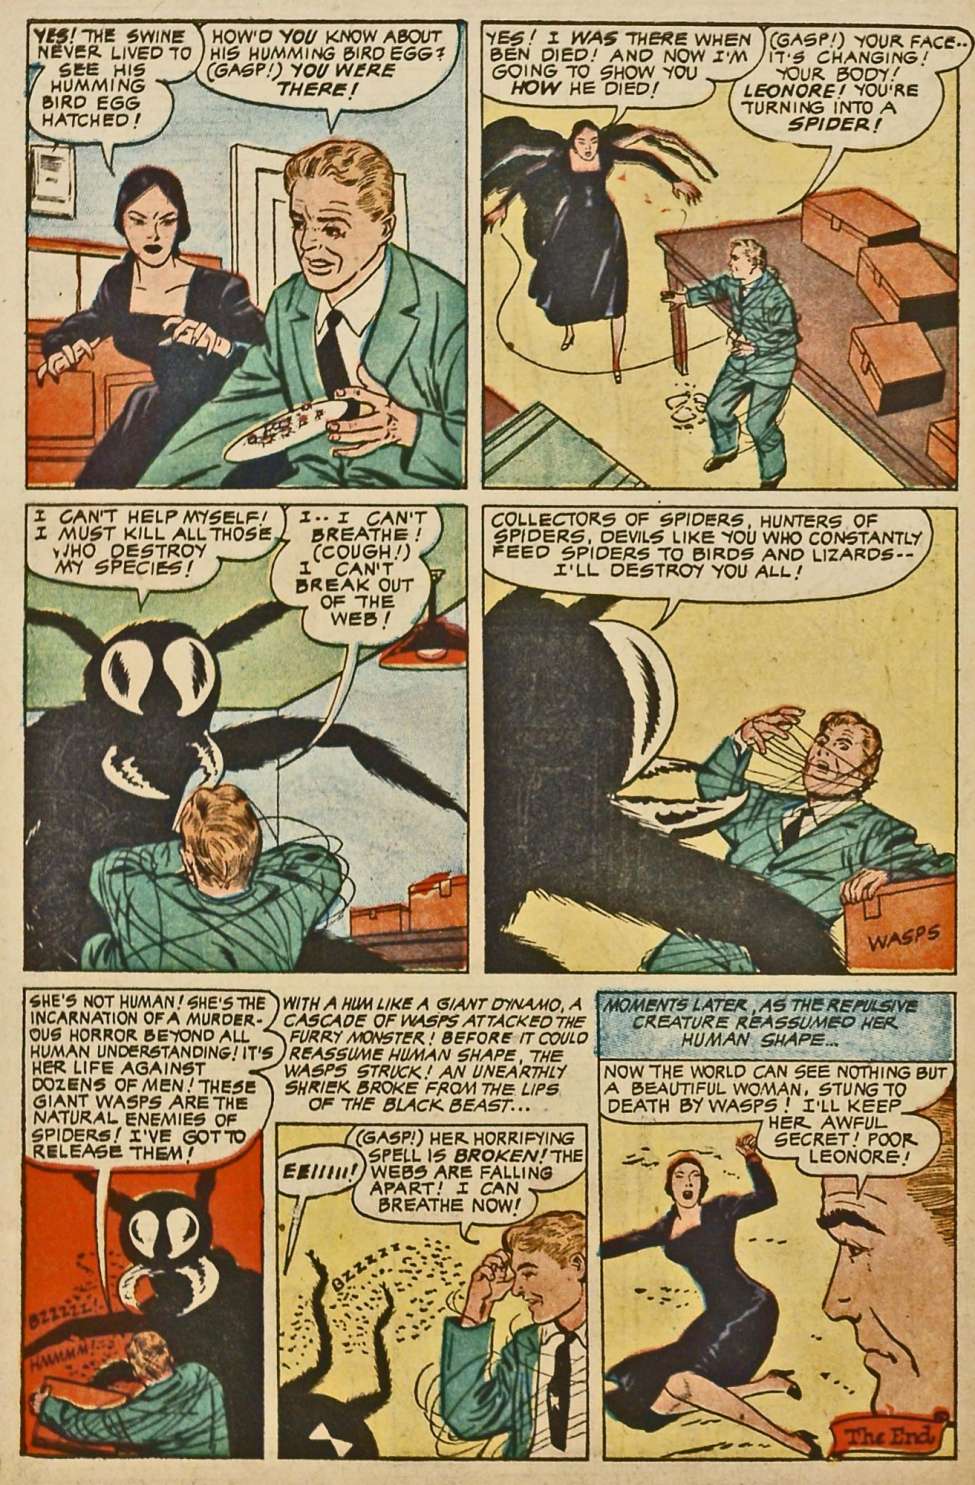 YES! THE SWINE
NEVER LIVED TO
SEE HIS
HUMMING
BIRD EGG
HATCHED!
HOW'D YOU KNOW ABOUT
HIS HUMMING BIRD EGG?
(GASP!) YOU WERE
THERE!
YES! I WAS THERE WHEN
BEN DIED! AND NOW I'M
GOING TO SHOW YOU
HOW HE DIED!
(GASP!) YOUR FACE--
IT'S CHANGING!
YOUR BODY!
LEONORE! YOU'RE
TURNING INTO A
SPIDER!
I CAN'T HELP MYSELF!
I MUST KILL ALL THOSE
WHO DESTROY
MY SPECIES!
I-- I CAN'T
BREATHE!
(COUGH!)
I CAN'T
BREAK OUT
OF THE
WEB!
COLLECTORS OF SPIDERS, HUNTERS OF
SPIDERS, DEVILS LIKE YOU WHO CONSTANTLY
FEED SPIDERS TO BIRDS AND LIZARDS--
I'LL DESTROY YOU ALL!
WASPS
SHE'S NOT HUMAN! SHE'S THE
INCARNATION OF A MURDER-
OUS HORROR BEYOND ALL
HUMAN UNDERSTANDING! IT'S
HER LIFE AGAINST
DOZENS OF MEN! THESE
GIANT WASPS ARE THE
NATURAL ENEMIES OF
SPIDERS! I'VE GOT TO
RELEASE THEM!
BZZZZZ!
HMMMM!
WITH A HUM LIKE A GIANT DYNAMO, A
CASCADE OF WASPS ATTACKED THE
FURRY MONSTER! BEFORE IT COULD
REASSUME HUMAN SHAPE, THE
WASPS STRUCK! AN UNEARTHLY
SHRIEK BROKE FROM THE LIPS
OF THE BLACK BEAST...
EEIIIII!
(GASP!) HER HORRIFYING
SPELL IS BROKEN! THE
WEBS ARE FALLING
APART! I CAN
BREATHE NOW!
BZZZZZ
MOMENTS LATER, AS THE REPULSIVE
CREATURE REASSUMED HER
HUMAN SHAPE...
NOW THE WORLD CAN SEE NOTHING BUT
A BEAUTIFUL WOMAN, STUNG TO
DEATH BY WASPS! I'LL KEEP
HER AWFUL
SECRET! POOR
LEONORE!
The End